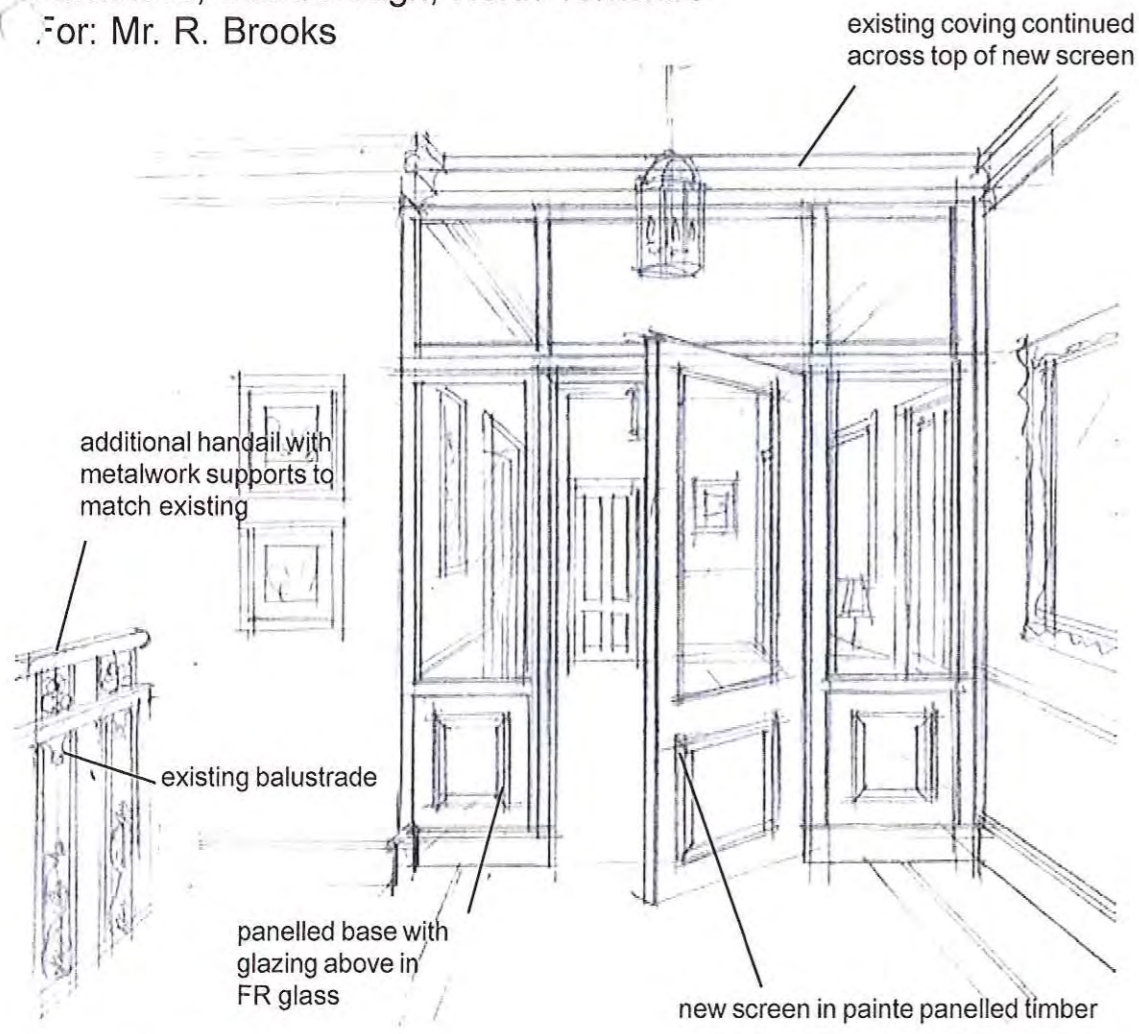 For: Mr. R. Brooks
existing coving continued
across top of new screen
additional handail with
metalwork supports to
match existing
existing balustrade
panelled base with
glazing above in
FR glass
new screen in painte panelled timber